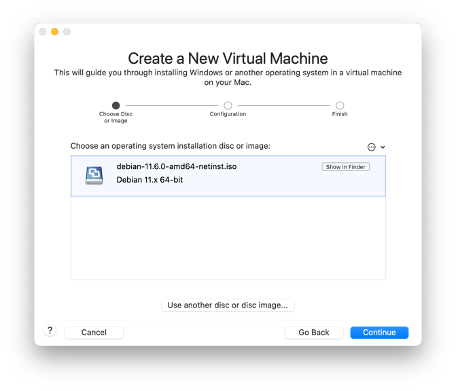 Create a New Virtual Machine
This will guide you through installing Windows or another operating system in a virtual machine
on your Mac.
Choose Disc
or Image
Configuration
Finish
Choose an operating system installation disc or image:
debian-11.6.0-amd64-netinst.iso
Show in Finder
Debian 11.x 64-bit
Use another disc or disc image...
?
Cancel
Go Back
Continue